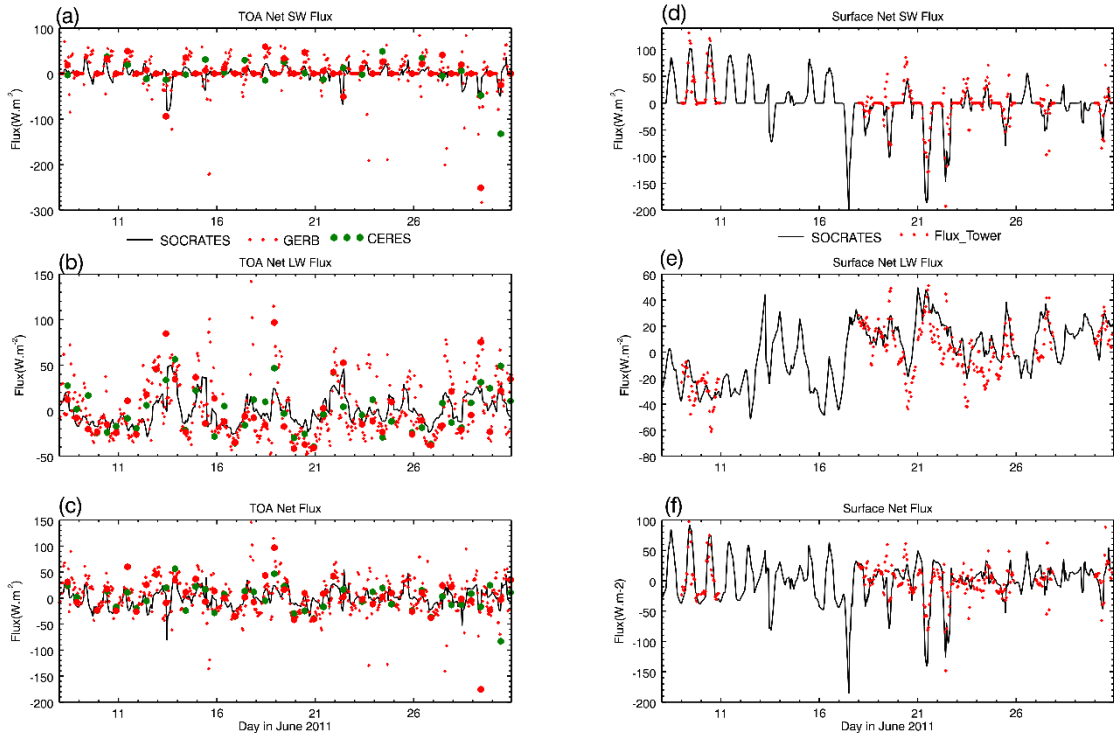 (a) TOA Net SW Flux
100
0
-100
-200
-300
Flux(W.m-2)
11 16 21 26
SOCRATES GERB CERES
(b) TOA Net LW Flux
150
100
50
0
-50
Flux(W.m-2)
11 16 21 26
(c) TOA Net Flux
150
100
50
0
-50
-100
-150
-200
Flux(W.m-2)
11 16 21 26
Day in June 2011
(d) Surface Net SW Flux
100
50
0
-50
-100
-150
-200
Flux(W.m-2)
11 16 21 26
SOCRATES Flux_Tower
(e) Surface Net LW Flux
60
40
20
0
-20
-40
-60
-80
Flux(W.m-2)
11 16 21 26
(f) Surface Net Flux
100
50
0
-50
-100
-150
-200
Flux(W.m-2)
11 16 21 26
Day in June 2011